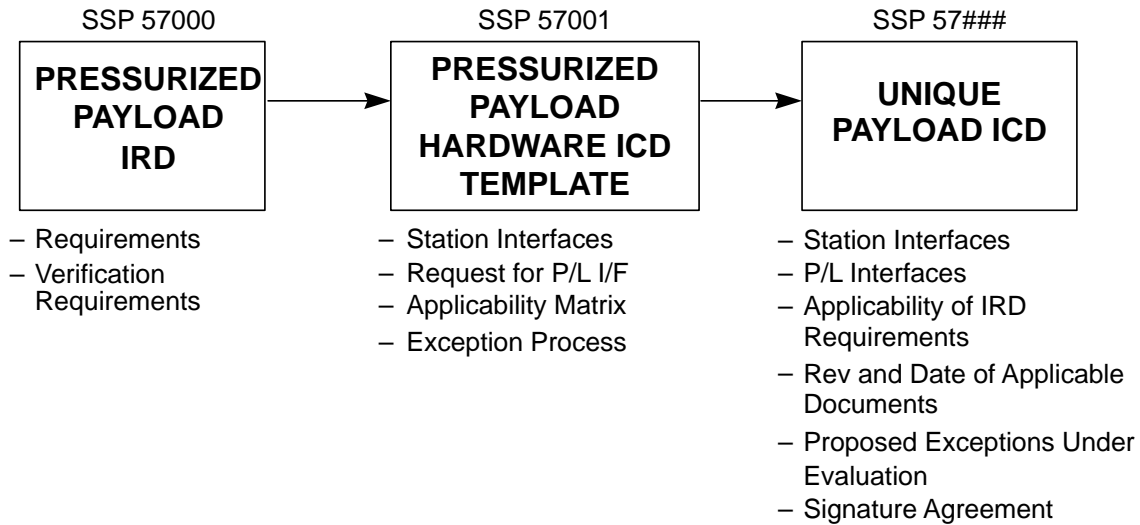 SSP 57000
PRESSURIZED
PAYLOAD
IRD
– Requirements
– Verification
Requirements
SSP 57001
PRESSURIZED
PAYLOAD
HARDWARE ICD
TEMPLATE
– Station Interfaces
– Request for P/L I/F
– Applicability Matrix
– Exception Process
SSP 57###
UNIQUE
PAYLOAD ICD
– Station Interfaces
– P/L Interfaces
– Applicability of IRD
Requirements
– Rev and Date of Applicable
Documents
– Proposed Exceptions Under
Evaluation
– Signature Agreement